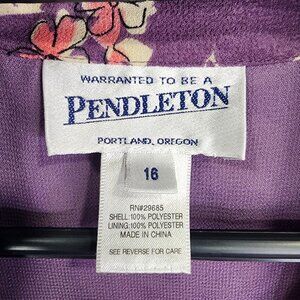 WARRANTED TO BE A
PENDLETON
PORTLAND, OREGON
16
RN#29685
SHELL:100% POLYESTER
LINING:100% POLYESTER
MADE IN CHINA
SEE REVERSE FOR CARE